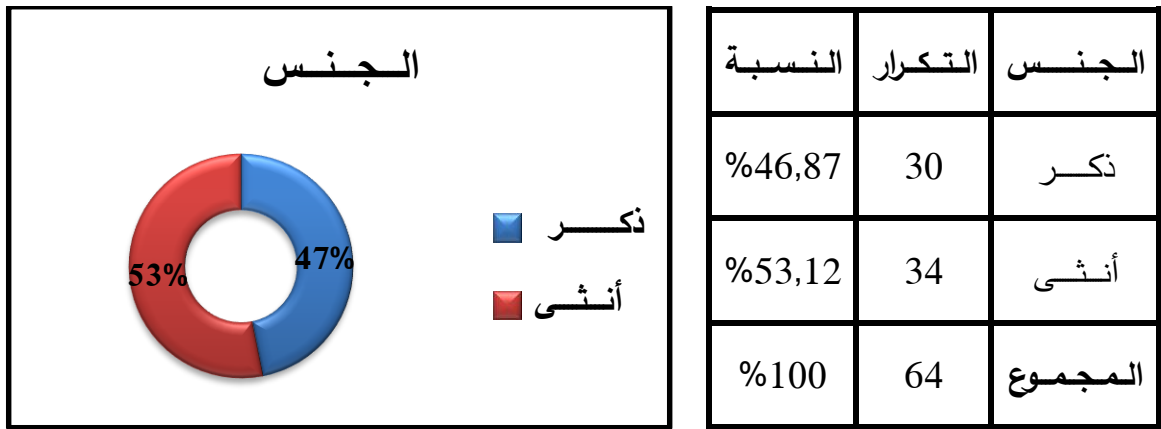 الجنس
53%
47%
ذكر
أنثى
الجنس التكرار النسبة
ذكر 30 %46,87
أنثى 34 %53,12
المجموع 64 %100